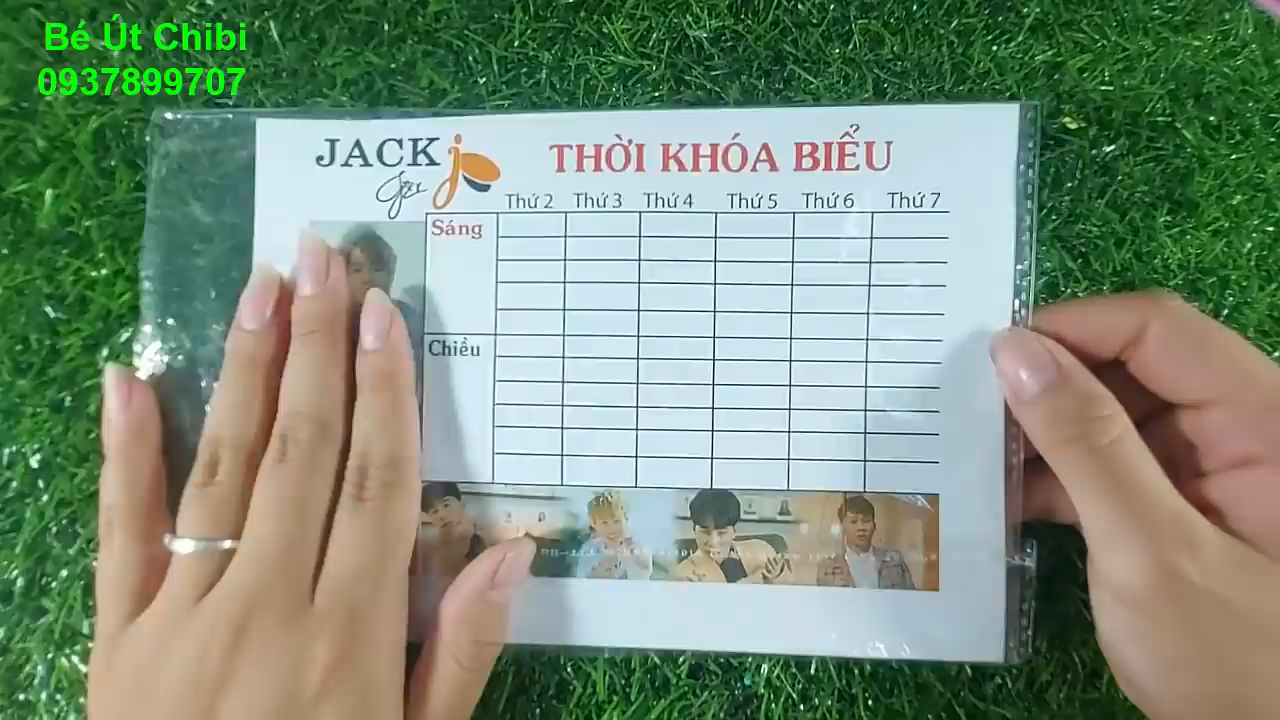 Bé Út Chibi
0937899707
JACK
THỜI KHÓA BIỂU
Thứ 2 Thứ 3 Thứ 4 Thứ 5 Thứ 6 Thứ 7
Sáng
Chiều